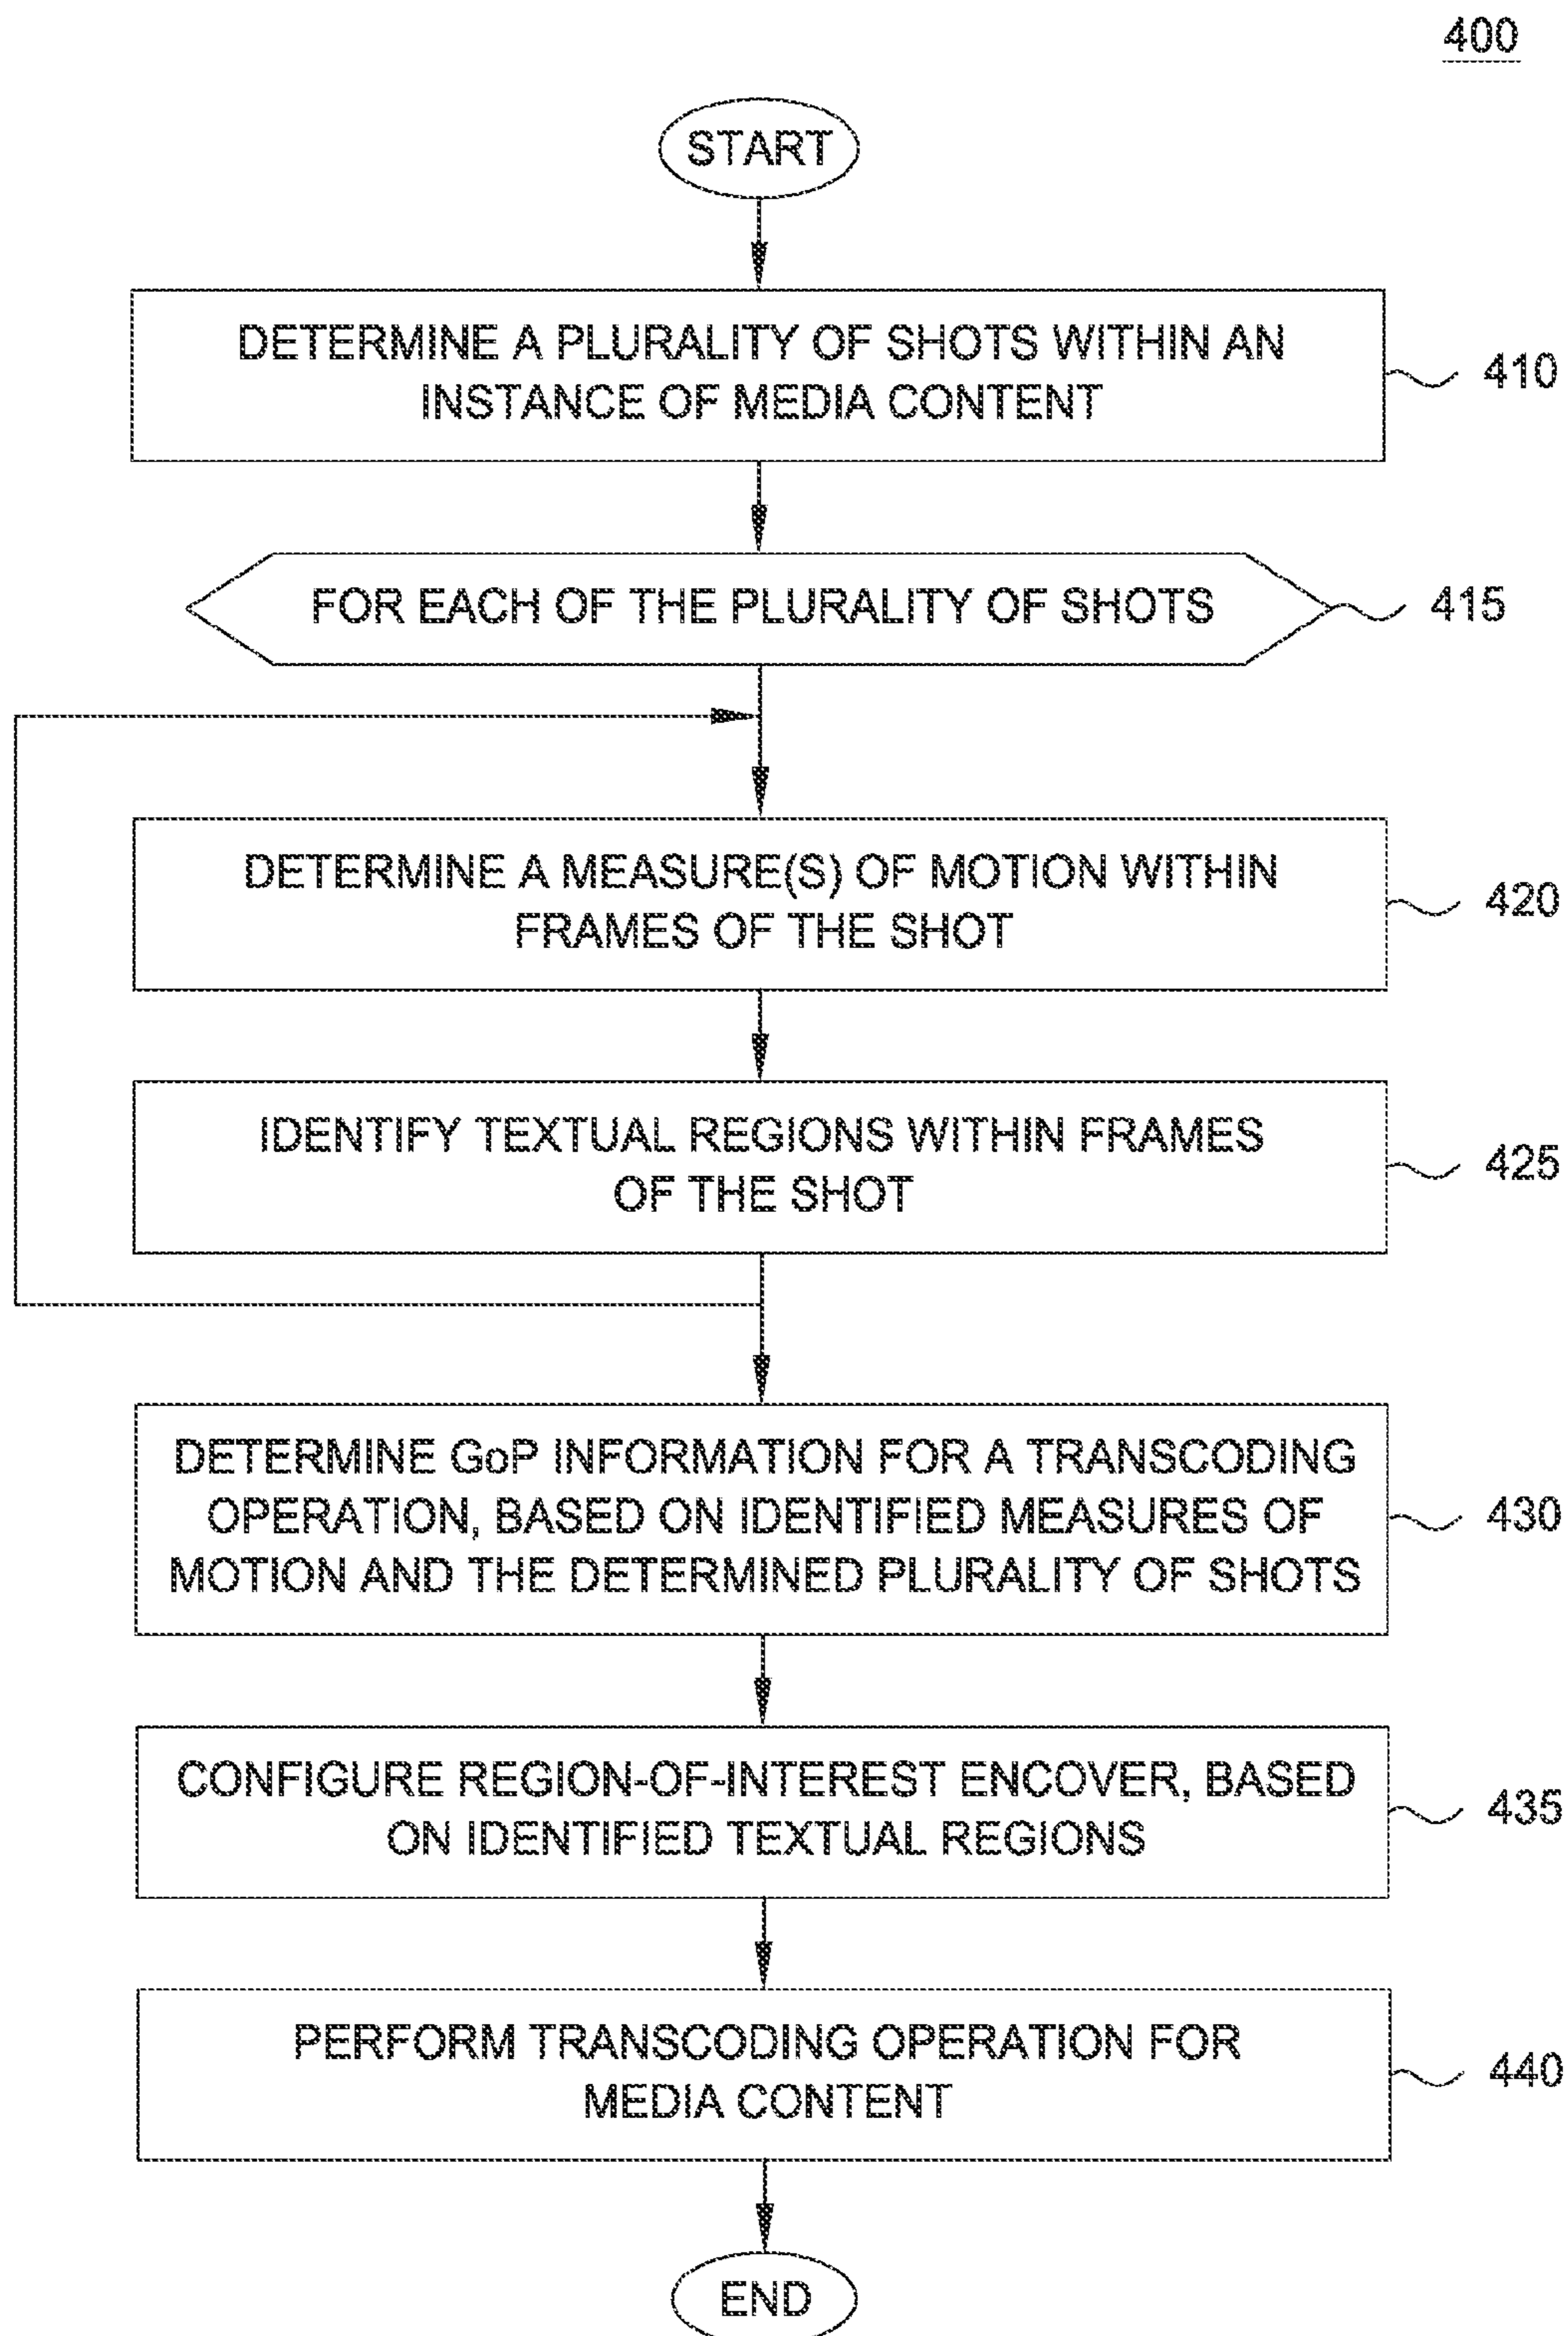 400
START
DETERMINE A PLURALITY OF SHOTS WITHIN AN
INSTANCE OF MEDIA CONTENT
410
FOR EACH OF THE PLURALITY OF SHOTS
415
DETERMINE A MEASURE(S) OF MOTION WITHIN
FRAMES OF THE SHOT
420
IDENTIFY TEXTUAL REGIONS WITHIN FRAMES
OF THE SHOT
425
DETERMINE GoP INFORMATION FOR A TRANSCODING
OPERATION, BASED ON IDENTIFIED MEASURES OF
MOTION AND THE DETERMINED PLURALITY OF SHOTS
430
CONFIGURE REGION-OF-INTEREST ENCOVER, BASED
ON IDENTIFIED TEXTUAL REGIONS
435
PERFORM TRANSCODING OPERATION FOR
MEDIA CONTENT
440
END